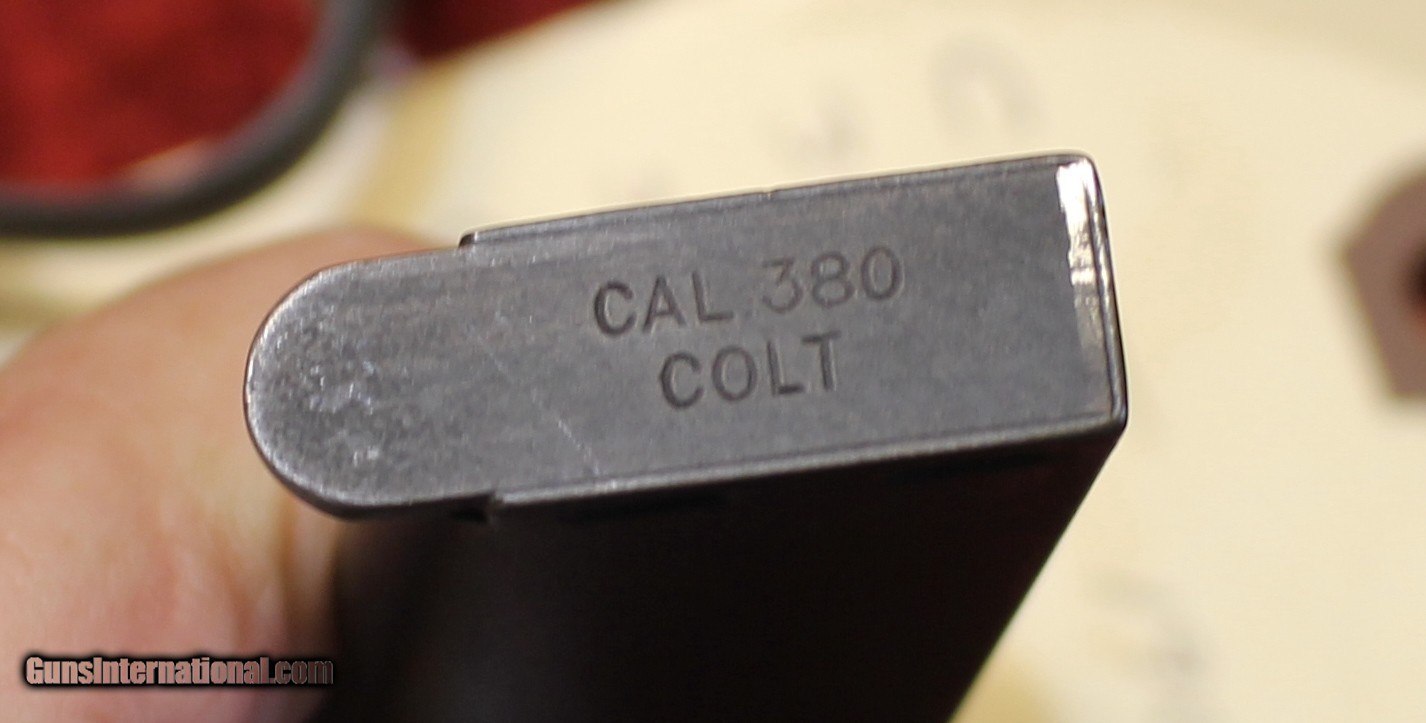 CAL .380
COLT
GunsInternational.com